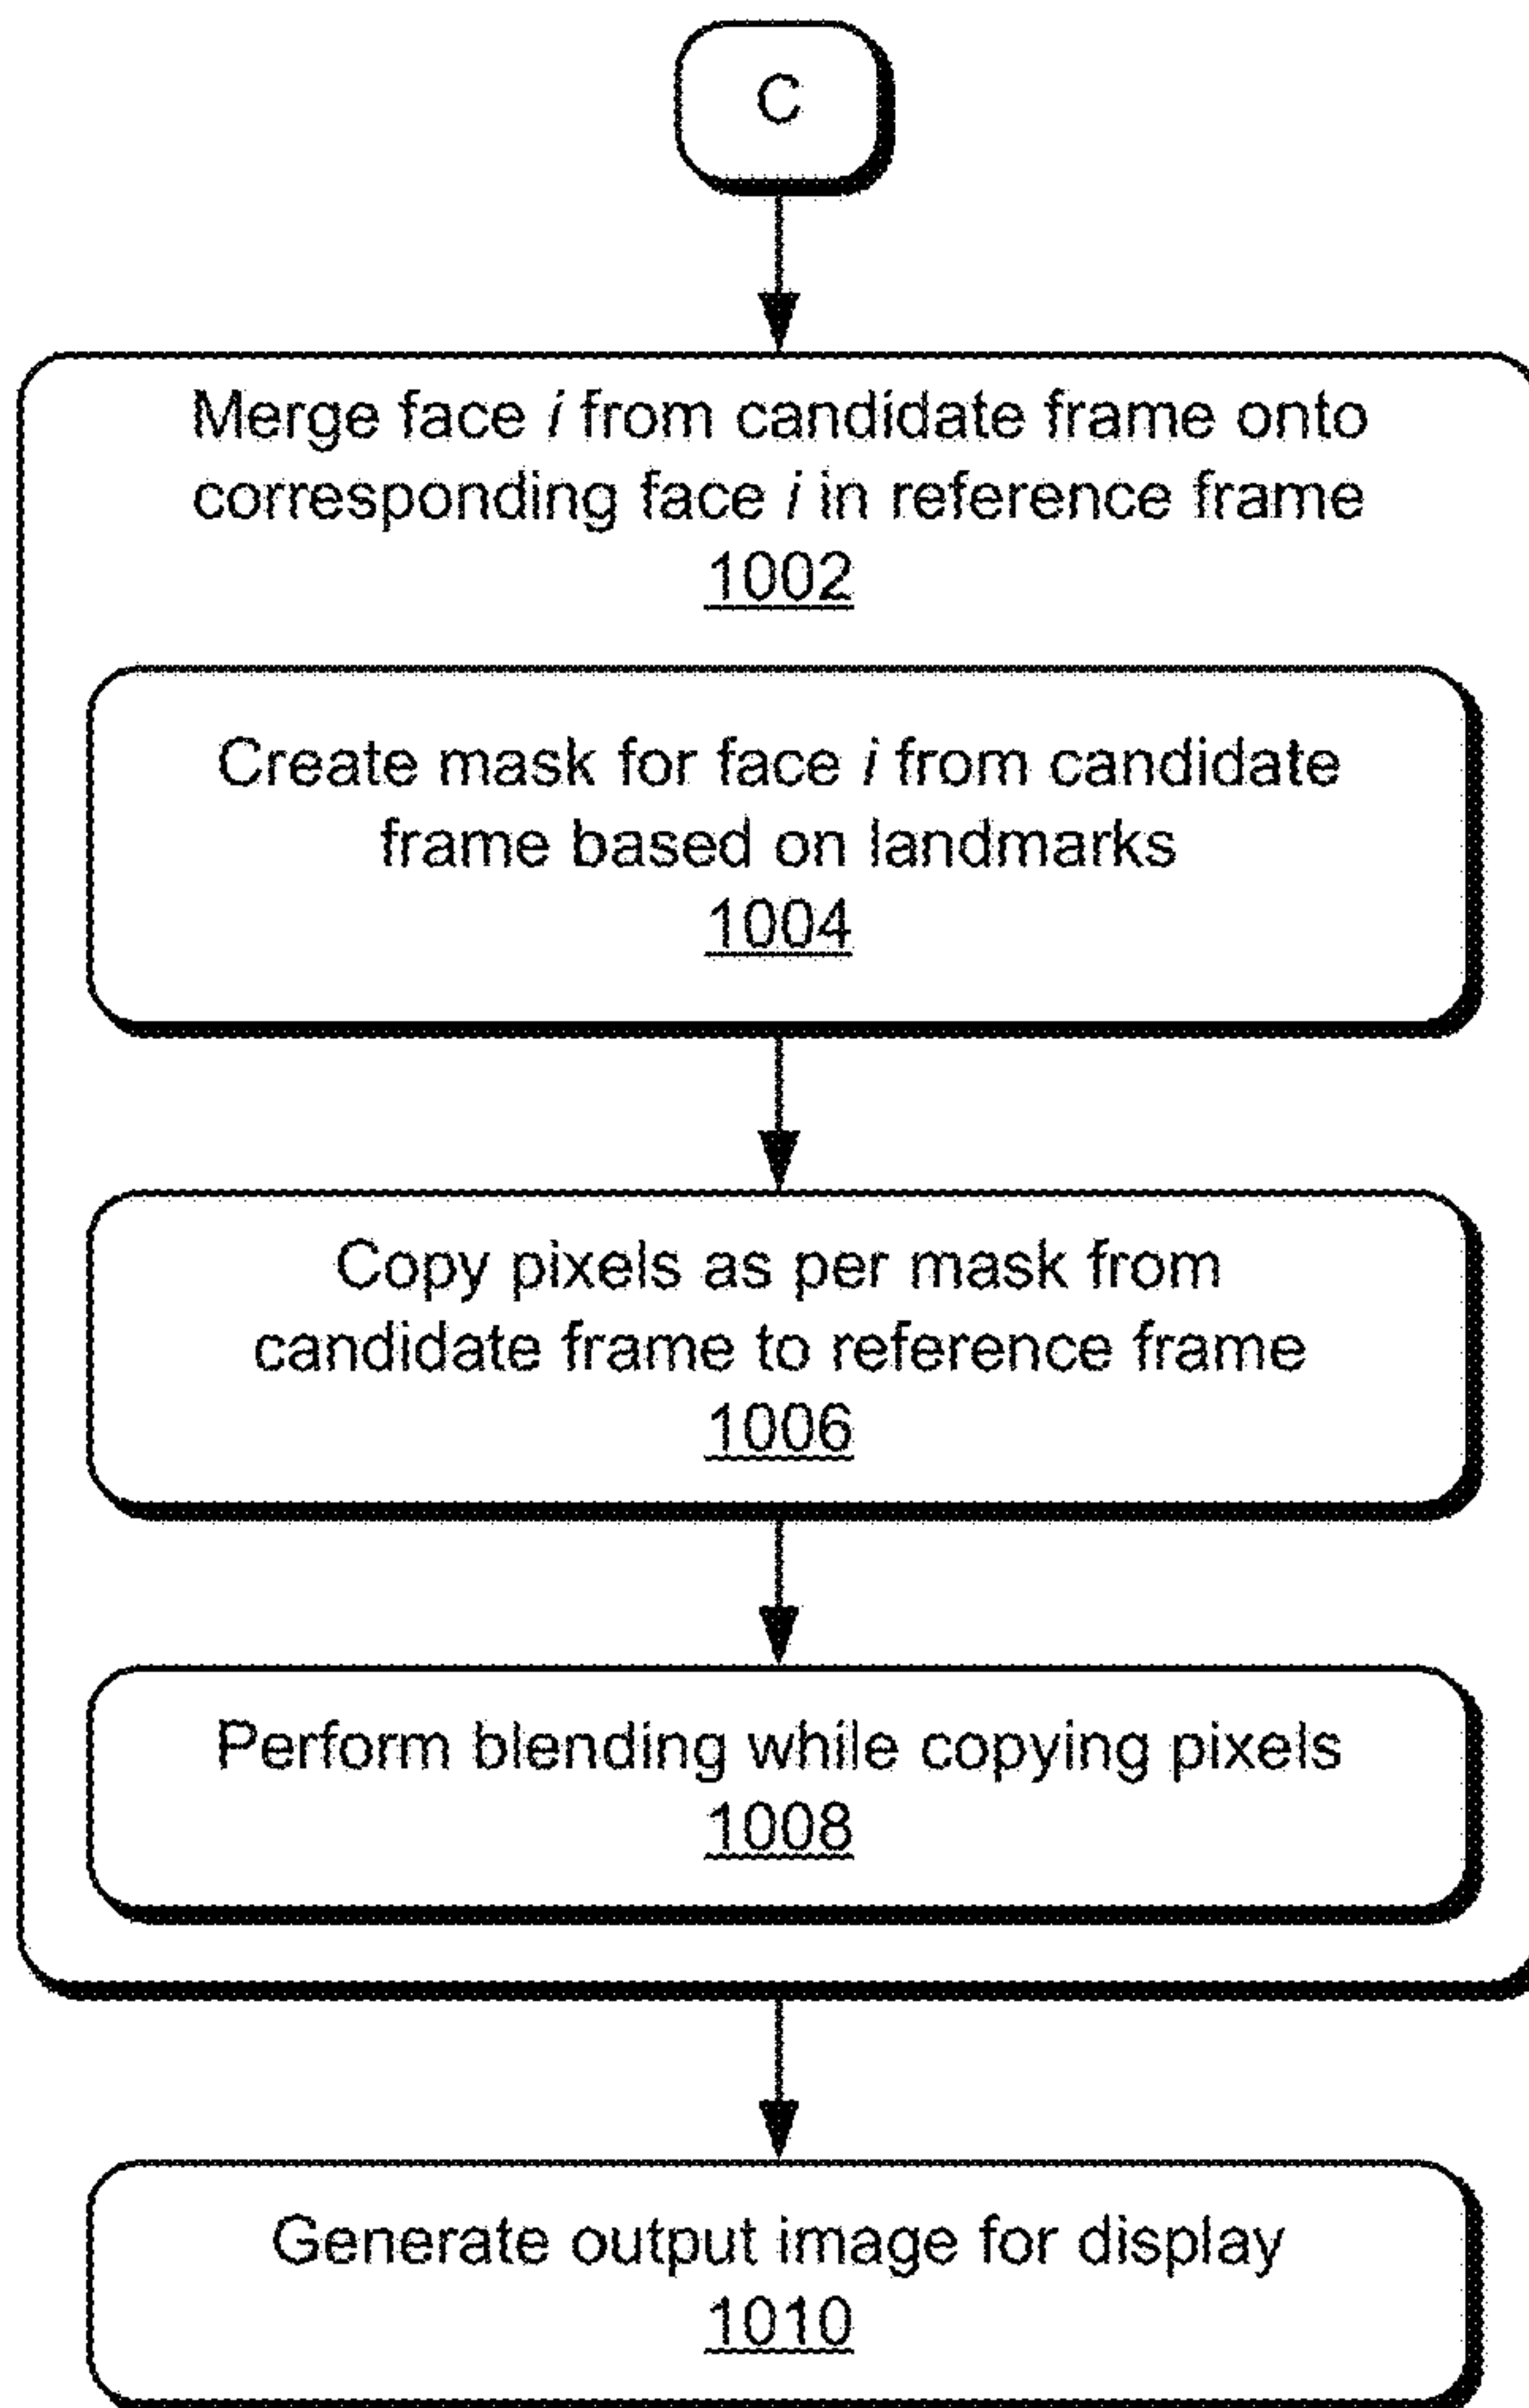 C
Merge face i from candidate frame onto
corresponding face i in reference frame
1002
Create mask for face i from candidate
frame based on landmarks
1004
Copy pixels as per mask from
candidate frame to reference frame
1006
Perform blending while copying pixels
1008
Generate output image for display
1010